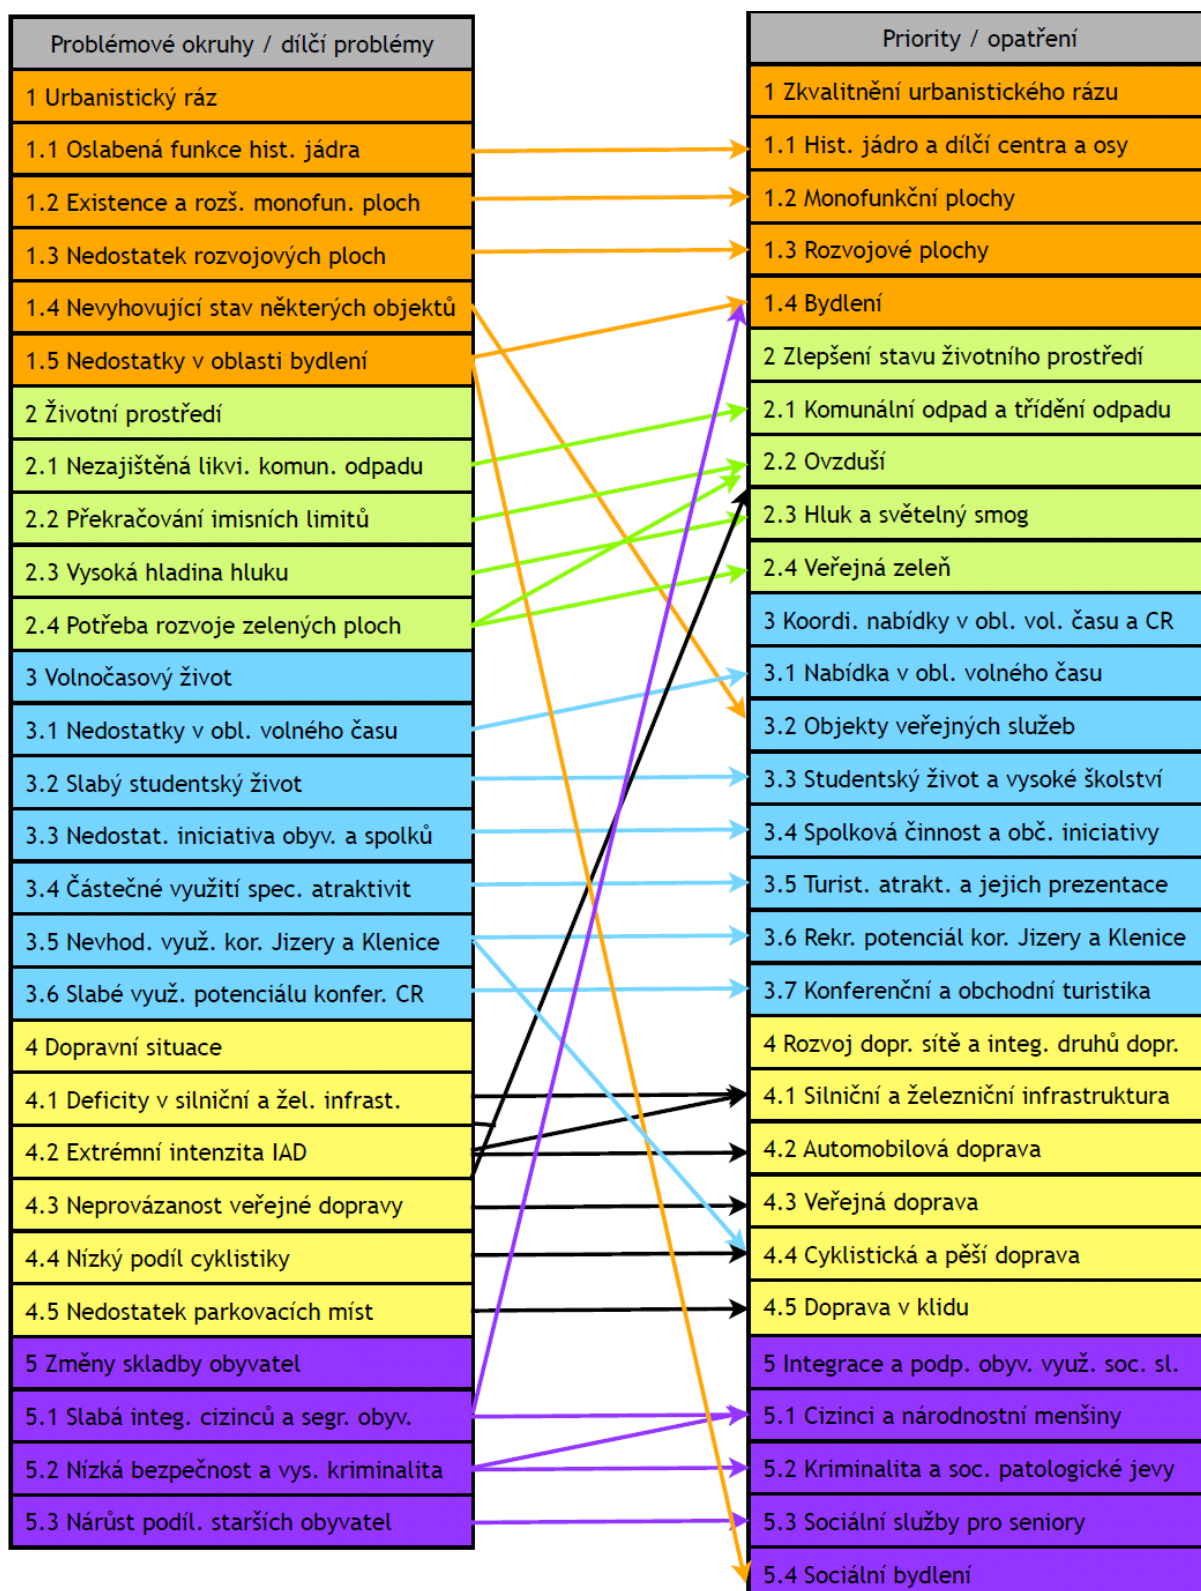 Problémové okruhy / dílčí problémy
1 Urbanistický ráz
1.1 Oslabená funkce hist. jádra
1.2 Existence a rozš. monofun. ploch
1.3 Nedostatek rozvojových ploch
1.4 Nevyhovující stav některých objektů
1.5 Nedostatky v oblasti bydlení
2 Životní prostředí
2.1 Nezajištěná likvi. komun. odpadu
2.2 Překračování imisních limitů
2.3 Vysoká hladina hluku
2.4 Potřeba rozvoje zelených ploch
3 Volnočasový život
3.1 Nedostatky v obl. volného času
3.2 Slabý studentský život
3.3 Nedostat. iniciativa obyv. a spolků
3.4 Částečné využití spec. atraktivit
3.5 Nevhod. využ. kor. Jizery a Klenice
3.6 Slabé využ. potenciálu konfer. CR
4 Dopravní situace
4.1 Deficity v silniční a žel. infrast.
4.2 Extrémní intenzita IAD
4.3 Neprovázanost veřejné dopravy
4.4 Nízký podíl cyklistiky
4.5 Nedostatek parkovacích míst
5 Změny skladby obyvatel
5.1 Slabá integ. cizinců a segr. obyv.
5.2 Nízká bezpečnost a vys. kriminalita
5.3 Nárůst podíl. starších obyvatel
Priority / opatření
1 Zkvalitnění urbanistického rázu
1.1 Hist. jádro a dílčí centra a osy
1.2 Monofunkční plochy
1.3 Rozvojové plochy
1.4 Bydlení
2 Zlepšení stavu životního prostředí
2.1 Komunální odpad a třídění odpadu
2.2 Ovzduší
2.3 Hluk a světelný smog
2.4 Veřejná zeleň
3 Koordi. nabídky v obl. vol. času a CR
3.1 Nabídka v obl. volného času
3.2 Objekty veřejných služeb
3.3 Studentský život a vysoké školství
3.4 Spolková činnost a obč. iniciativy
3.5 Turist. atrakt. a jejich prezentace
3.6 Rekr. potenciál kor. Jizery a Klenice
3.7 Konferenční a obchodní turistika
4 Rozvoj dopr. sítě a integ. druhů dopr.
4.1 Silniční a železniční infrastruktura
4.2 Automobilová doprava
4.3 Veřejná doprava
4.4 Cyklistická a pěší doprava
4.5 Doprava v klidu
5 Integrace a podp. obyv. využ. soc. sl.
5.1 Cizinci a národnostní menšiny
5.2 Kriminalita a soc. patologické jevy
5.3 Sociální služby pro seniory
5.4 Sociální bydlení